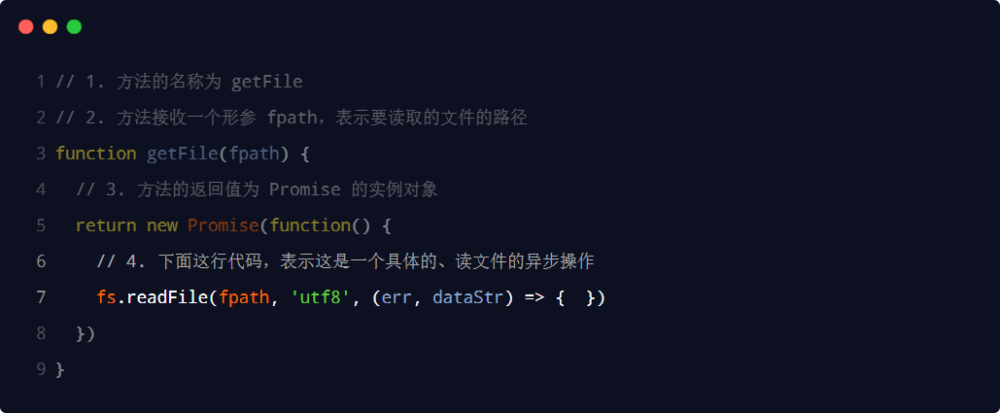 1 // 1. 方法的名称为 getFile
2 // 2. 方法接收一个形参 fpath，表示要读取的文件的路径
3 function getFile(fpath) {
4   // 3. 方法的返回值为 Promise 的实例对象
5   return new Promise(function() {
6     // 4. 下面这行代码，表示这是一个具体的、读文件的异步操作
7     fs.readFile(fpath, 'utf8', (err, dataStr) => {  })
8   })
9 }